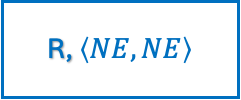 R, ⟨NE, NE⟩